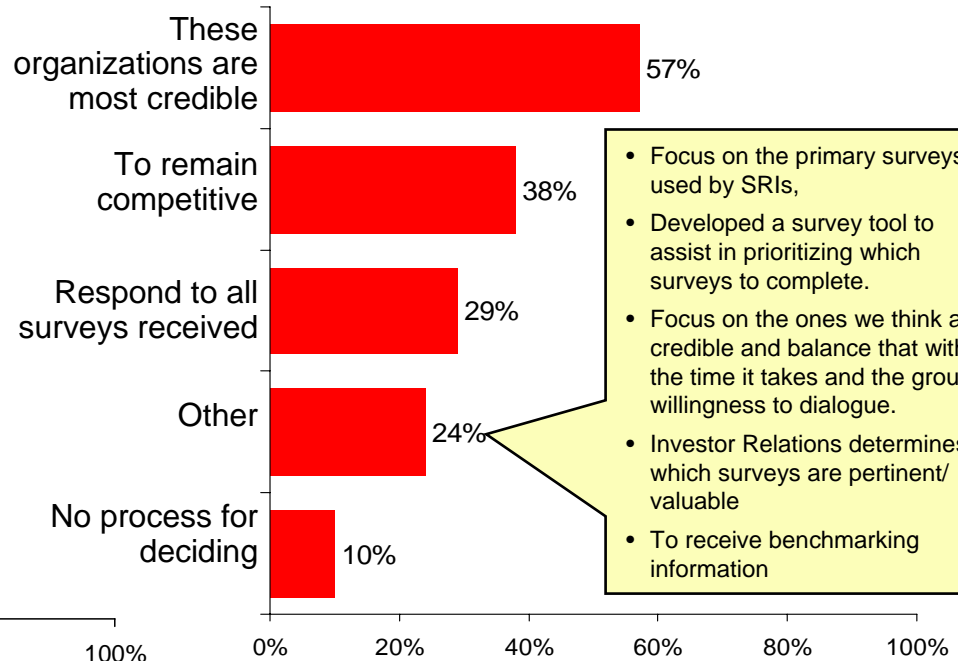 These
organizations are
most credible
57%
To remain
competitive
38%
Respond to all
surveys received
29%
Other
24%
No process for
deciding
10%
• Focus on the primary surveys
used by SRIs,
• Developed a survey tool to
assist in prioritizing which
surveys to complete.
• Focus on the ones we think a
credible and balance that with
the time it takes and the grou
willingness to dialogue.
• Investor Relations determines
which surveys are pertinent/
valuable
• To receive benchmarking
information
0% 20% 40% 60% 80% 100%
100%